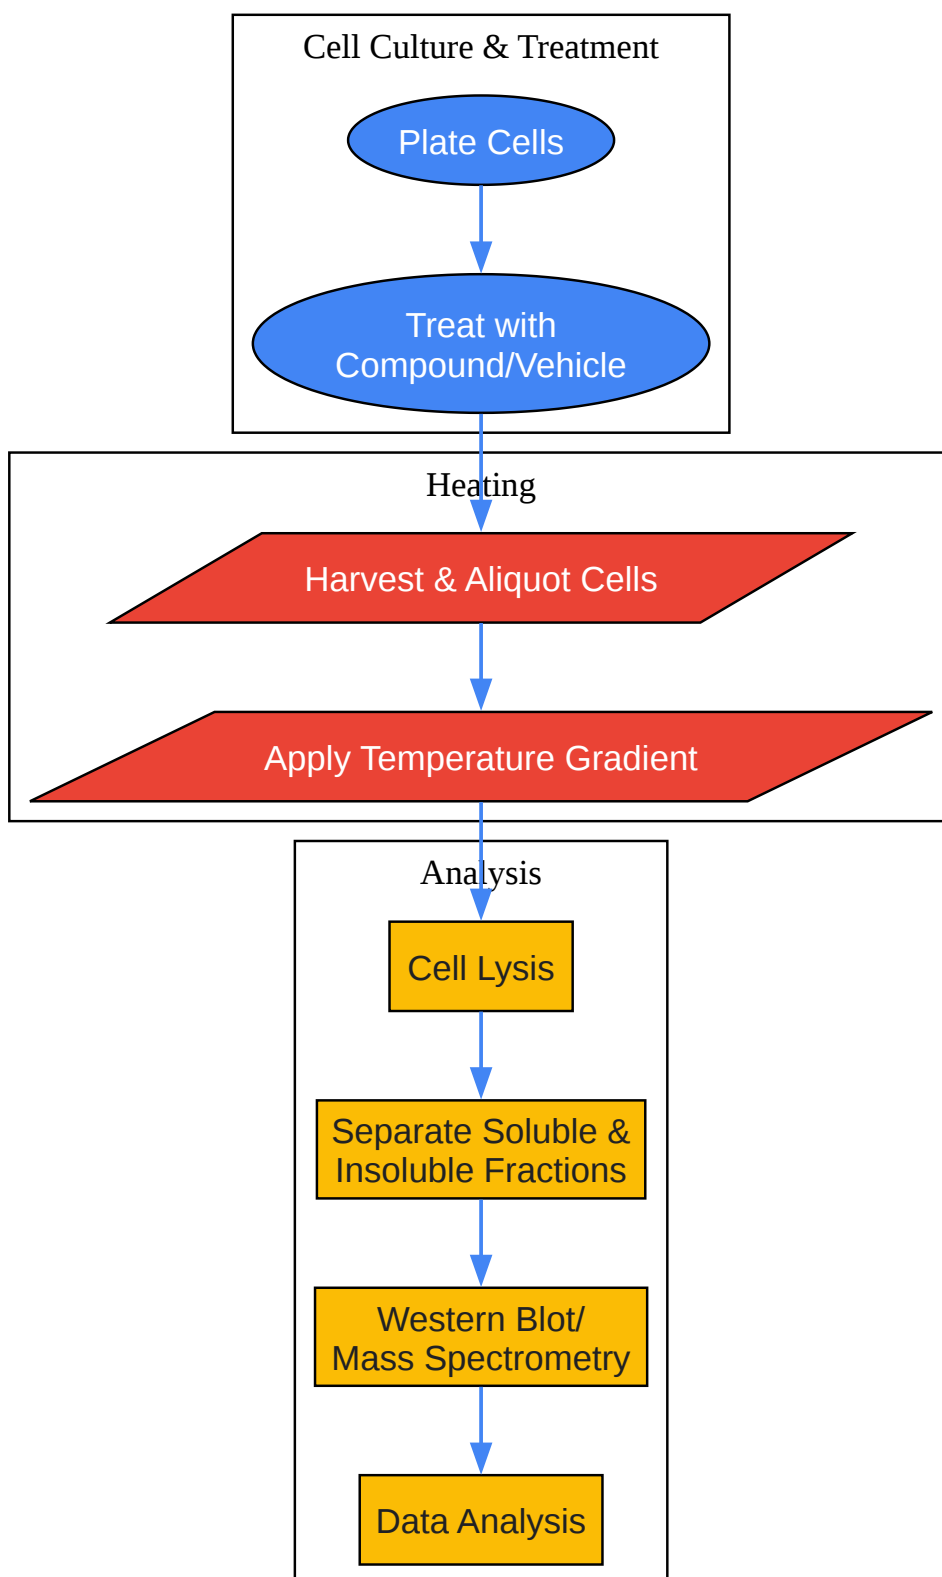 Cell Culture & Treatment
Plate Cells
Treat with
Compound/Vehicle
Heating
Harvest & Aliquot Cells
Apply Temperature Gradient
Analysis
Cell Lysis
Separate Soluble &
Insoluble Fractions
Western Blot/
Mass Spectrometry
Data Analysis